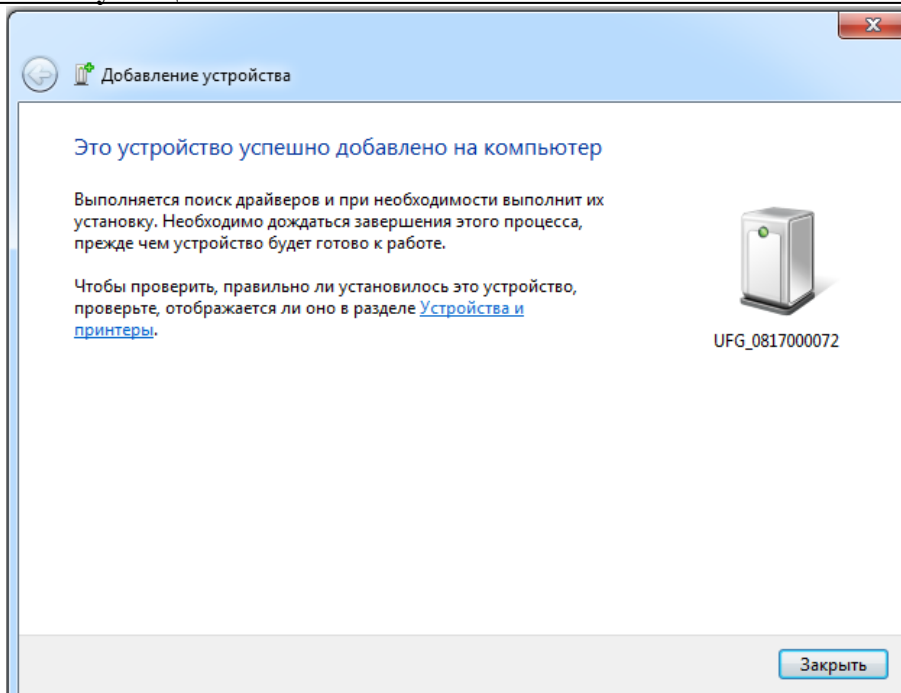 Добавление устройства
Это устройство успешно добавлено на компьютер
Выполняется поиск драйверов и при необходимости выполнит их
установку. Необходимо дождаться завершения этого процесса,
прежде чем устройство будет готово к работе.
Чтобы проверить, правильно ли установилось это устройство,
проверьте, отображается ли оно в разделе Устройства и
принтеры.
UFG_0817000072
Закрыть